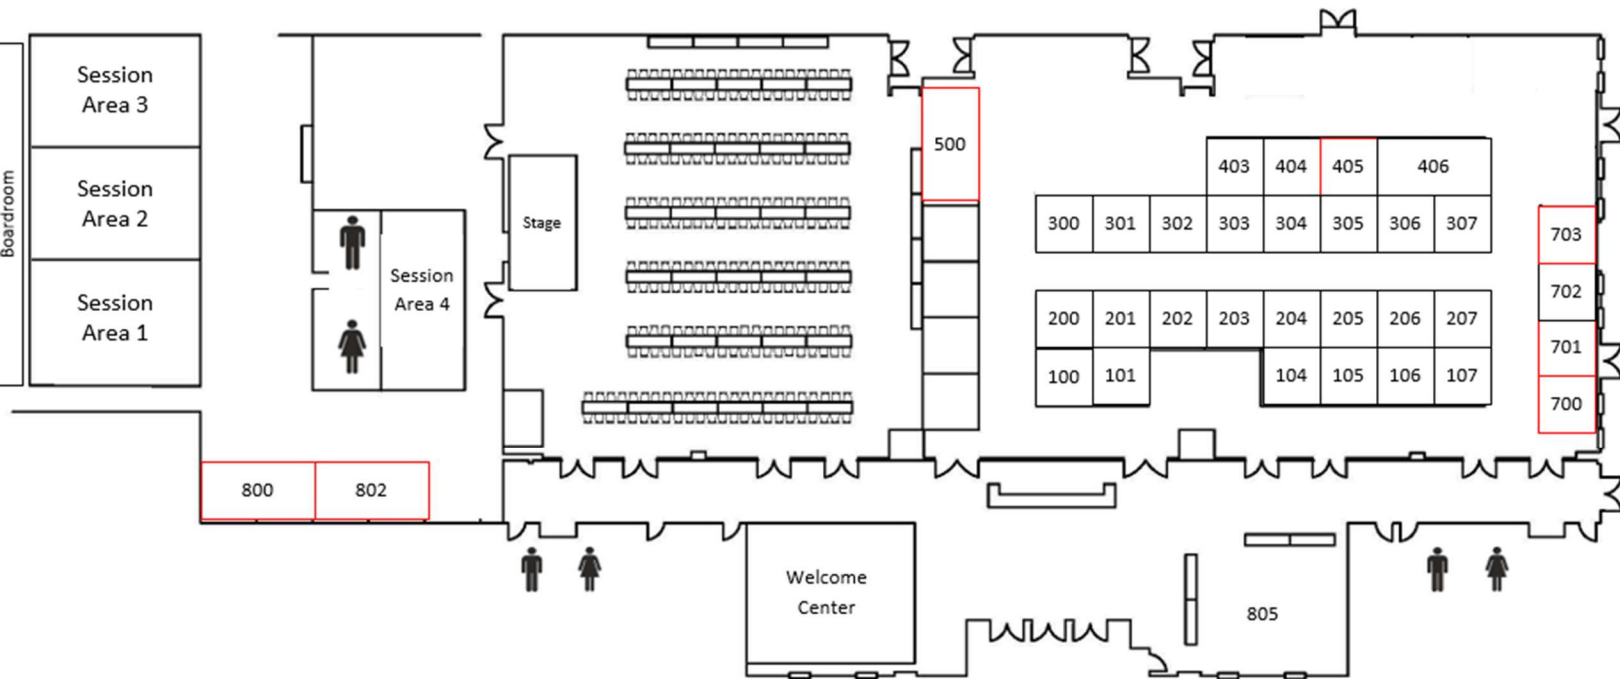 Boardroom
Session
Area 3
Session
Area 2
Session
Area 1
Session
Area 4
Stage
500
403 404 405 406
300 301 302 303 304 305 306 307
200 201 202 203 204 205 206 207
100 101 104 105 106 107
703
702
701
700
800 802
Welcome
Center
805